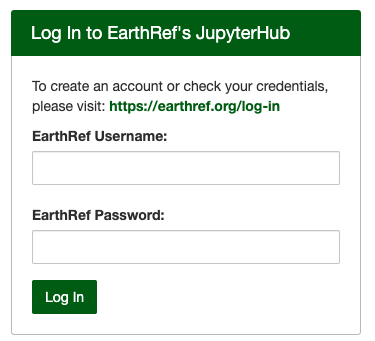 Log In to EarthRef's JupyterHub
To create an account or check your credentials,
please visit: https://earthref.org/log-in
EarthRef Username:
EarthRef Password:
Log In